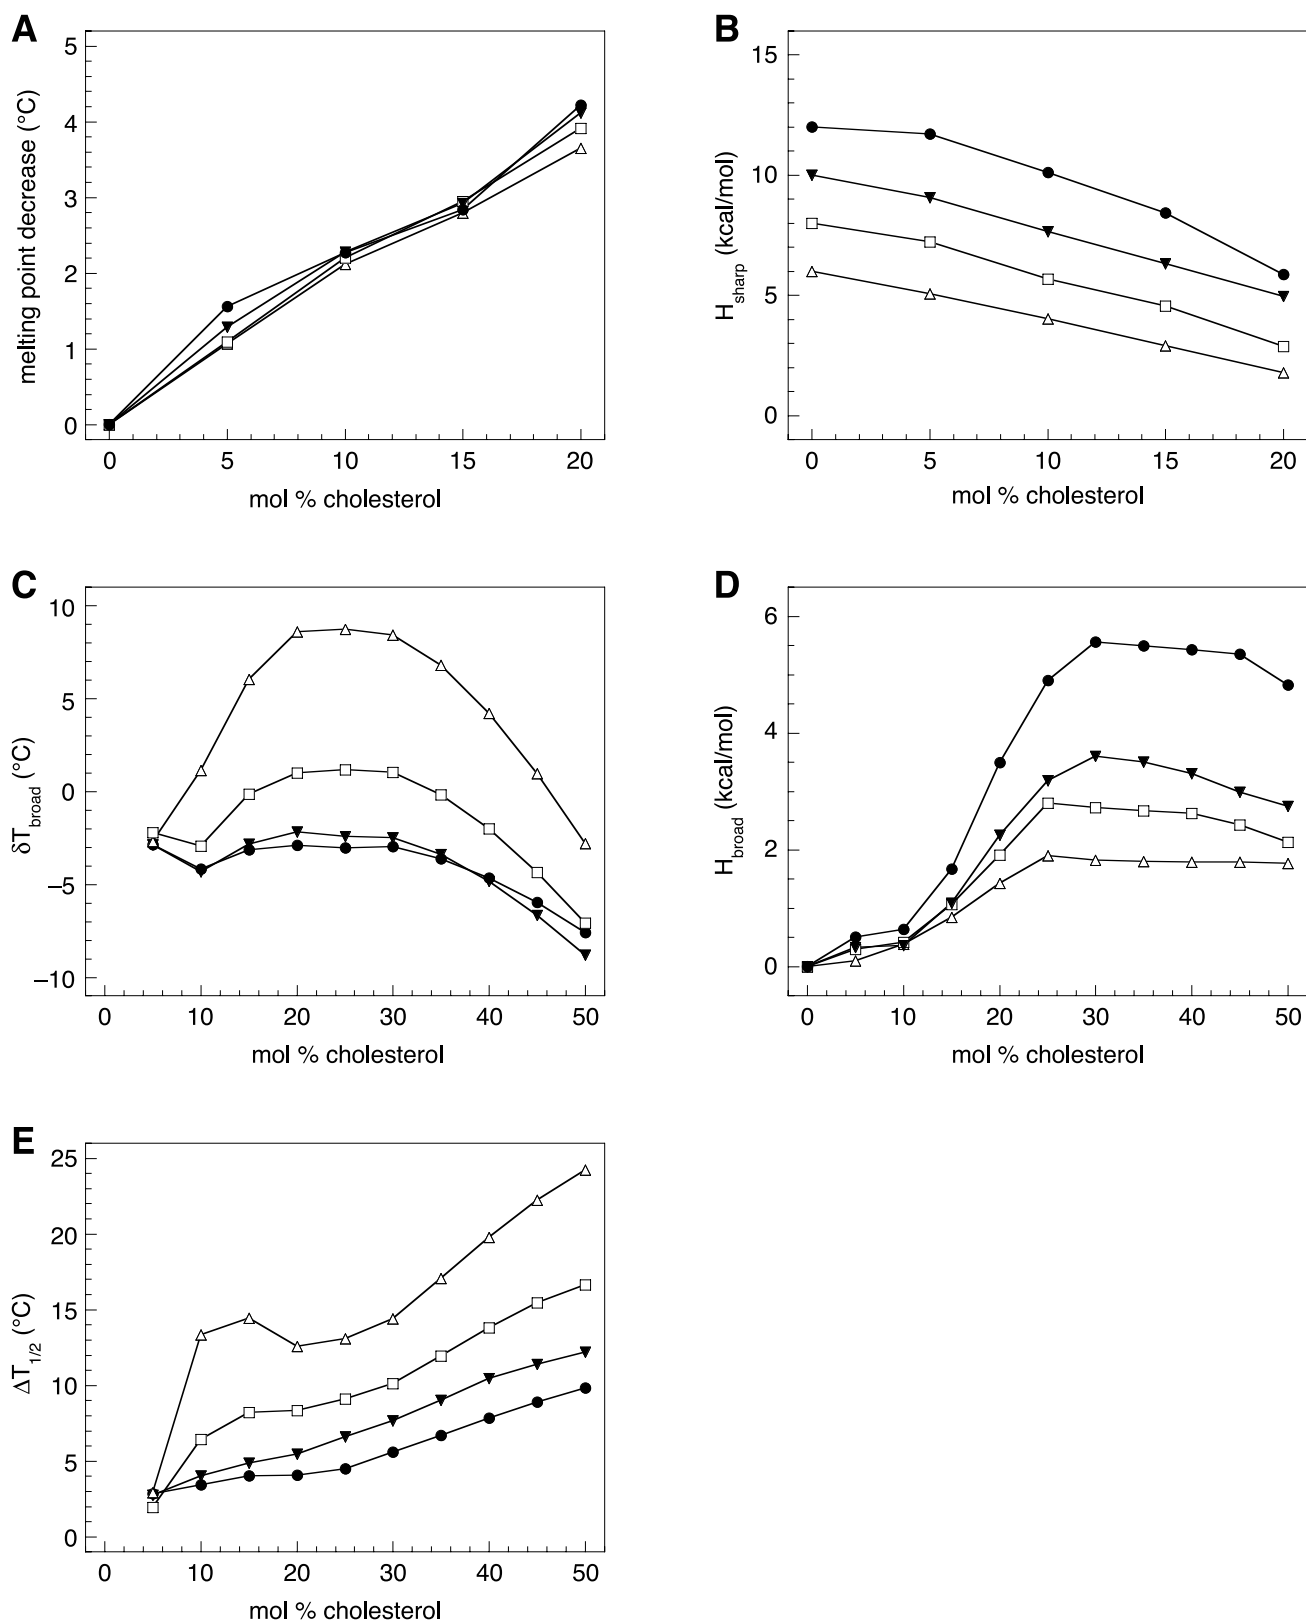 A
melting point decrease (°C)
5
4
3
2
1
0
0 5 10 15 20
mol % cholesterol
B
H_sharp (kcal/mol)
15
10
5
0
0 5 10 15 20
mol % cholesterol
C
δT_broad (°C)
10
5
0
−5
−10
0 10 20 30 40 50
mol % cholesterol
D
H_broad (kcal/mol)
6
4
2
0
0 10 20 30 40 50
mol % cholesterol
E
ΔT_1/2 (°C)
25
20
15
10
5
0
0 10 20 30 40 50
mol % cholesterol